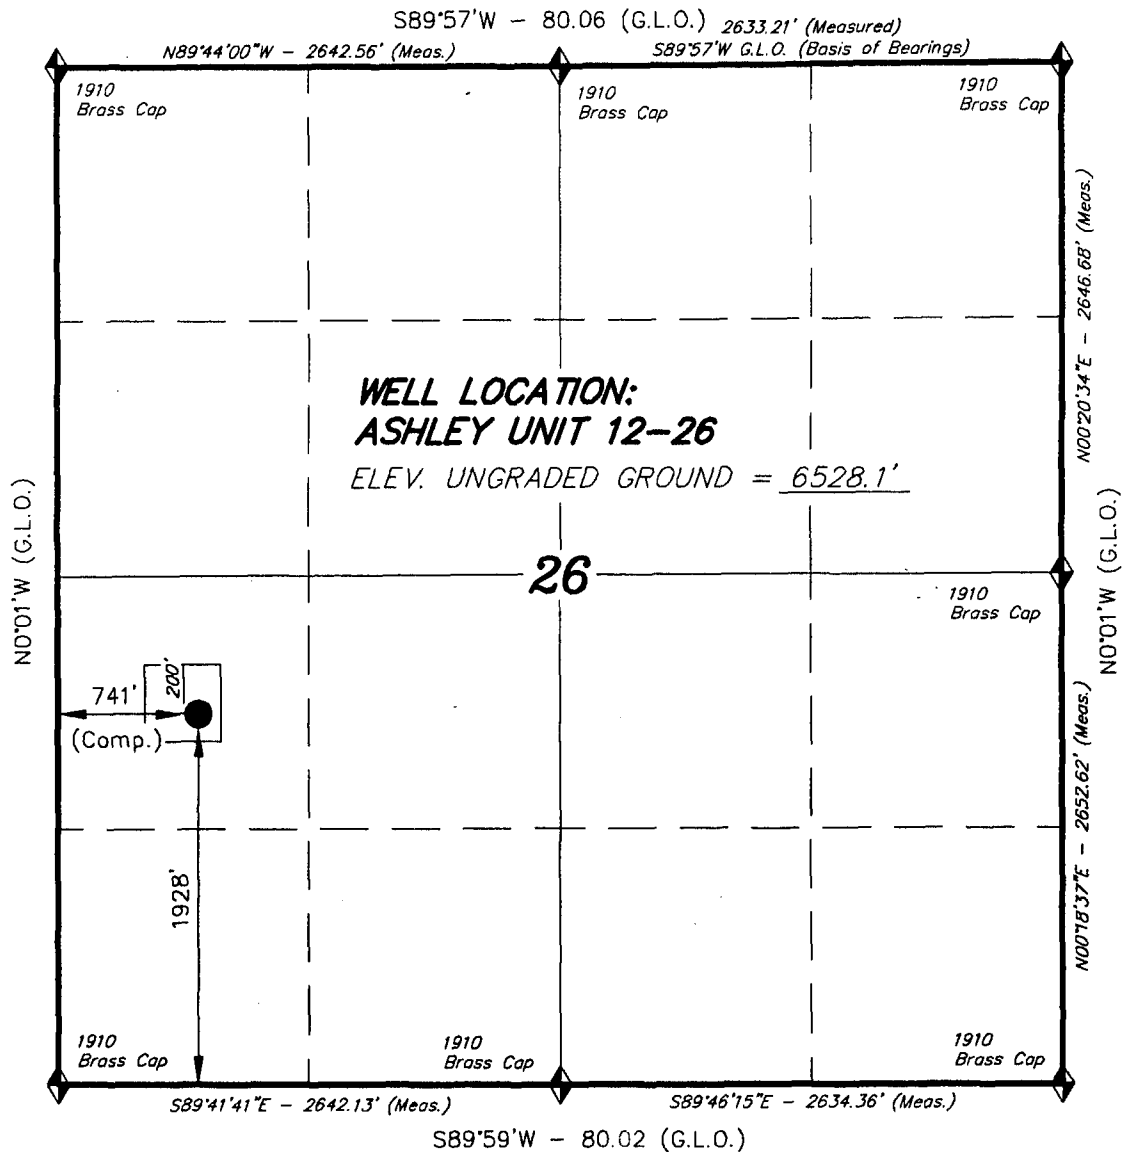 S89°57'W - 80.06 (G.L.O.)
2633.21' (Measured)
N89°44'00"W - 2642.56' (Meas.)
S89°57'W G.L.O. (Basis of Bearings)
1910
Brass Cap
1910
Brass Cap
1910
Brass Cap
N00°20'34"E - 2646.68' (Meas.)
WELL LOCATION:
ASHLEY UNIT 12-26
ELEV. UNGRADED GROUND = 6528.1'
N0°01'W (G.L.O.)
N0°01'W (G.L.O.)
26
1910
Brass Cap
741'
200'
(Comp.)
1928'
N00°18'37"E - 2652.62' (Meas.)
1910
Brass Cap
1910
Brass Cap
1910
Brass Cap
S89°41'41"E - 2642.13' (Meas.)
S89°46'15"E - 2634.36' (Meas.)
S89°59'W - 80.02 (G.L.O.)